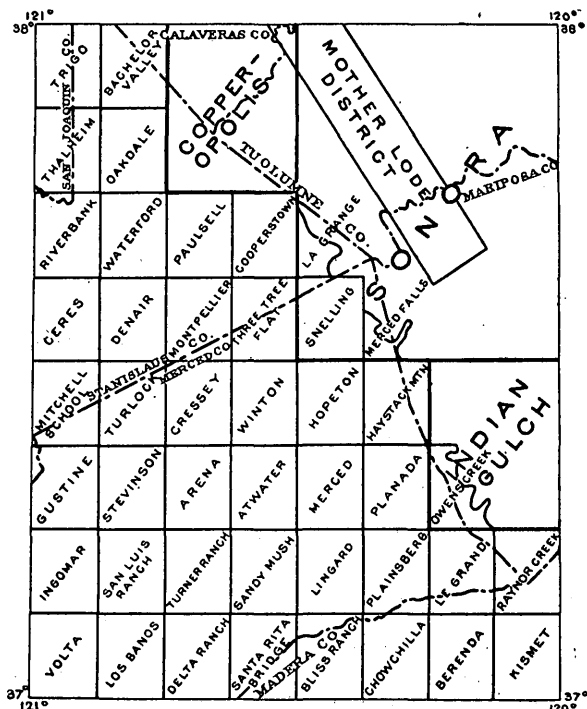 121° 120°
38° 38°
CALAVERAS CO.
TRIGO
SAN JOAQUIN CO.
BACHELOR
VALLEY
COPPER-
OPOLIS
MOTHER LODE
DISTRICT
THALHEIM
OAKDALE
TUOLUMNE
CO.
SONORA
MARIPOSA CO.
RIVERBANK
WATERFORD
PAULSELL
COOPERSTOWN
LA GRANGE
CERES
DENAIR
MONTPELLIER
THREE TREE
FLAT
SNELLING
MERCED FALLS
STANISLAUS CO.
MERCED CO.
MITCHELL
SCHOOL
TURLOCK
CRESSEY
WINTON
HOPETON
HAYSTACK MTN
INDIAN
GULCH
GUSTINE
STEVINSON
ARENA
ATWATER
MERCED
PLANADA
OWENS CREEK
INGOMAR
SAN LUIS
RANCH
TURNER RANCH
SANDY MUSH
LINGARD
PLAINSBERG
LE GRAND
RAYNOR CREEK
VOLTA
LOS BANOS
DELTA RANCH
SANTA RITA
BRIDGE
MADERA CO.
BLISS RANCH
CHOWCHILLA
BERENDA
KISMET
37° 37°
121° 120°